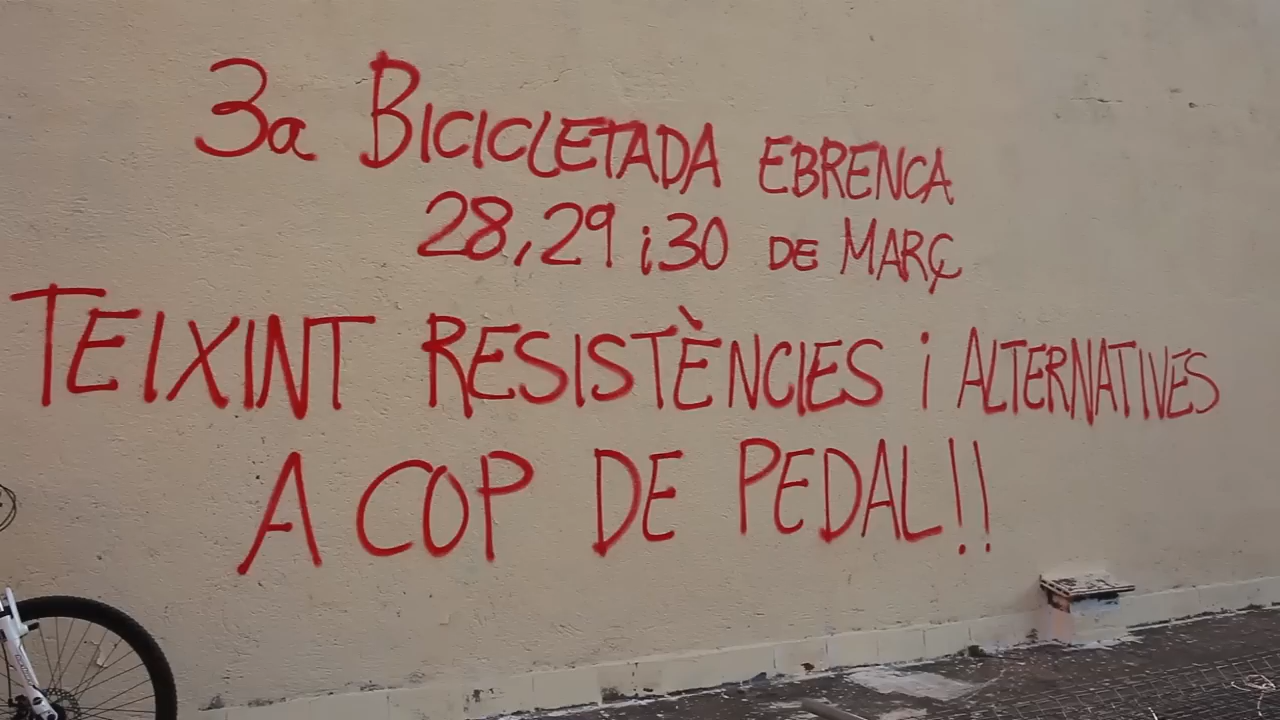 3a BICICLETADA EBRENCA
28, 29 i 30 DE MARÇ
TEIXINT RESISTÈNCIES i ALTERNATIVES
A COP DE PEDAL!!